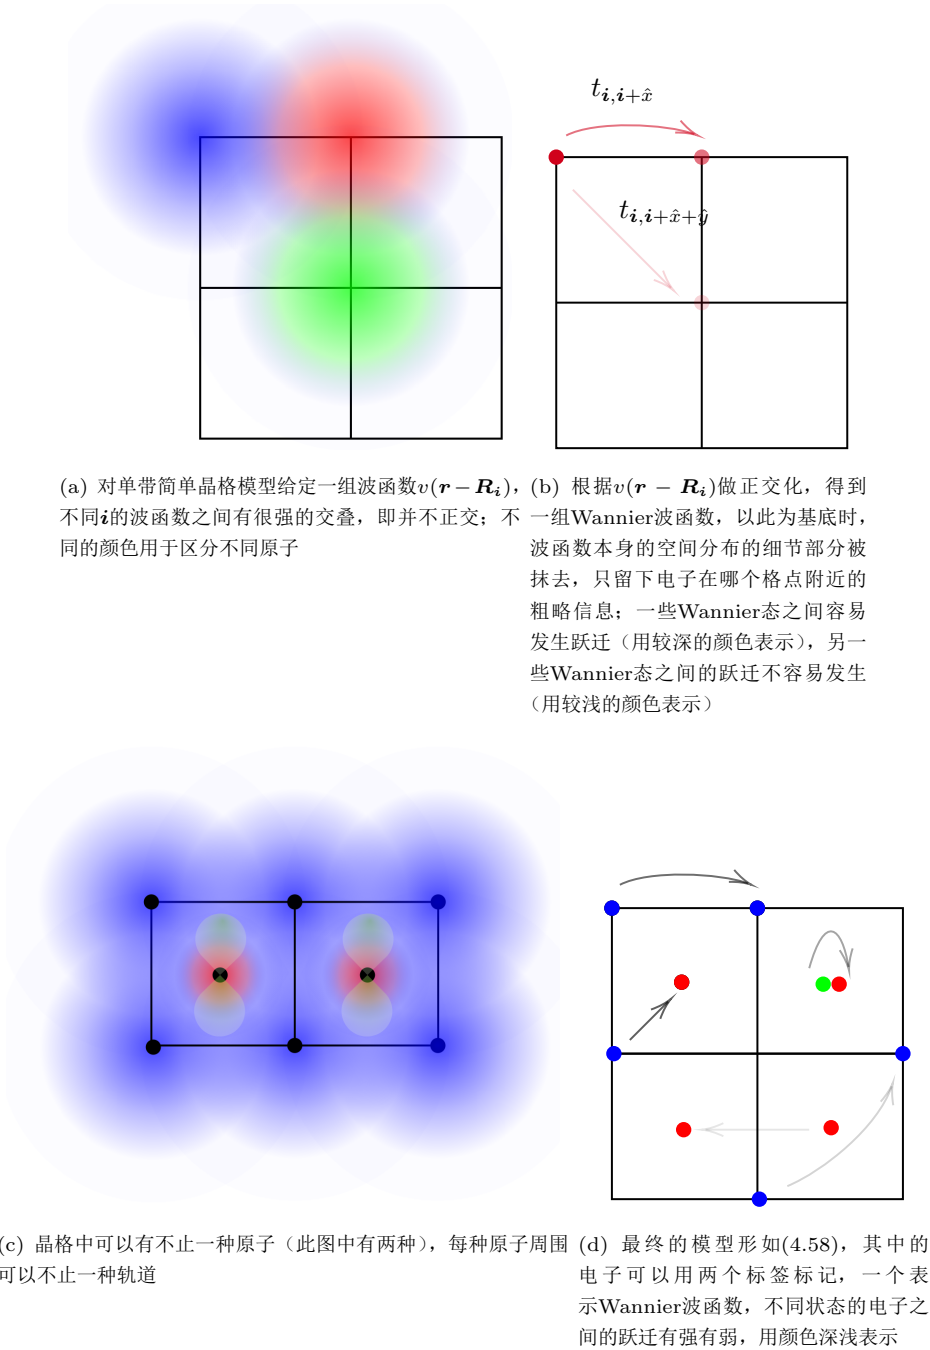 t_{i,i+x̂}
t_{i,i+x̂+ŷ}
(a) 对单带简单晶格模型给定一组波函数v(r − R_i)，
不同i的波函数之间有很强的交叠，即并不正交；不
同的颜色用于区分不同原子
(b) 根据v(r − R_i)做正交化，得到
一组Wannier波函数，以此为基底时，
波函数本身的空间分布的细节部分被
抹去，只留下电子在哪个格点附近的
粗略信息；一些Wannier态之间容易
发生跃迁（用较深的颜色表示），另一
些Wannier态之间的跃迁不容易发生
（用较浅的颜色表示）
(c) 晶格中可以有不止一种原子（此图中有两种），每种原子周围
可以不止一种轨道
(d) 最终的模型形如(4.58)，其中的
电子可以用两个标签标记，一个表
示Wannier波函数，不同状态的电子之
间的跃迁有强有弱，用颜色深浅表示